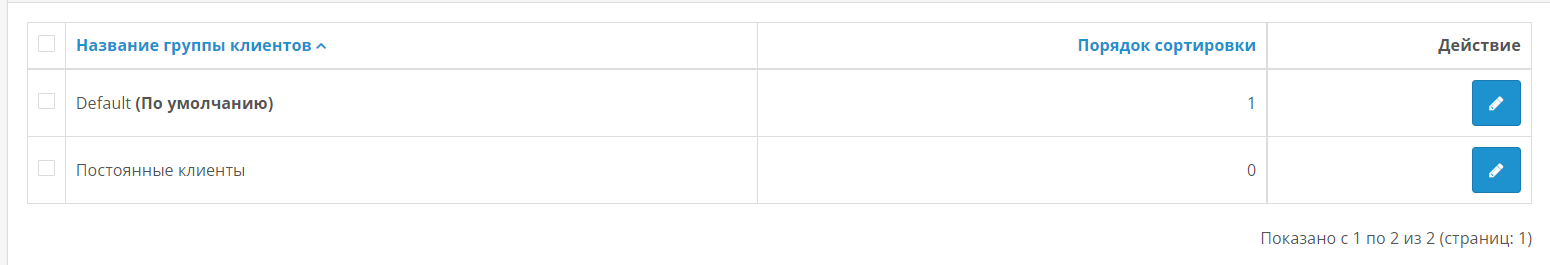 Название группы клиентов Порядок сортировки Действие
Default (По умолчанию) 1
Постоянные клиенты 0
Показано с 1 по 2 из 2 (страниц: 1)